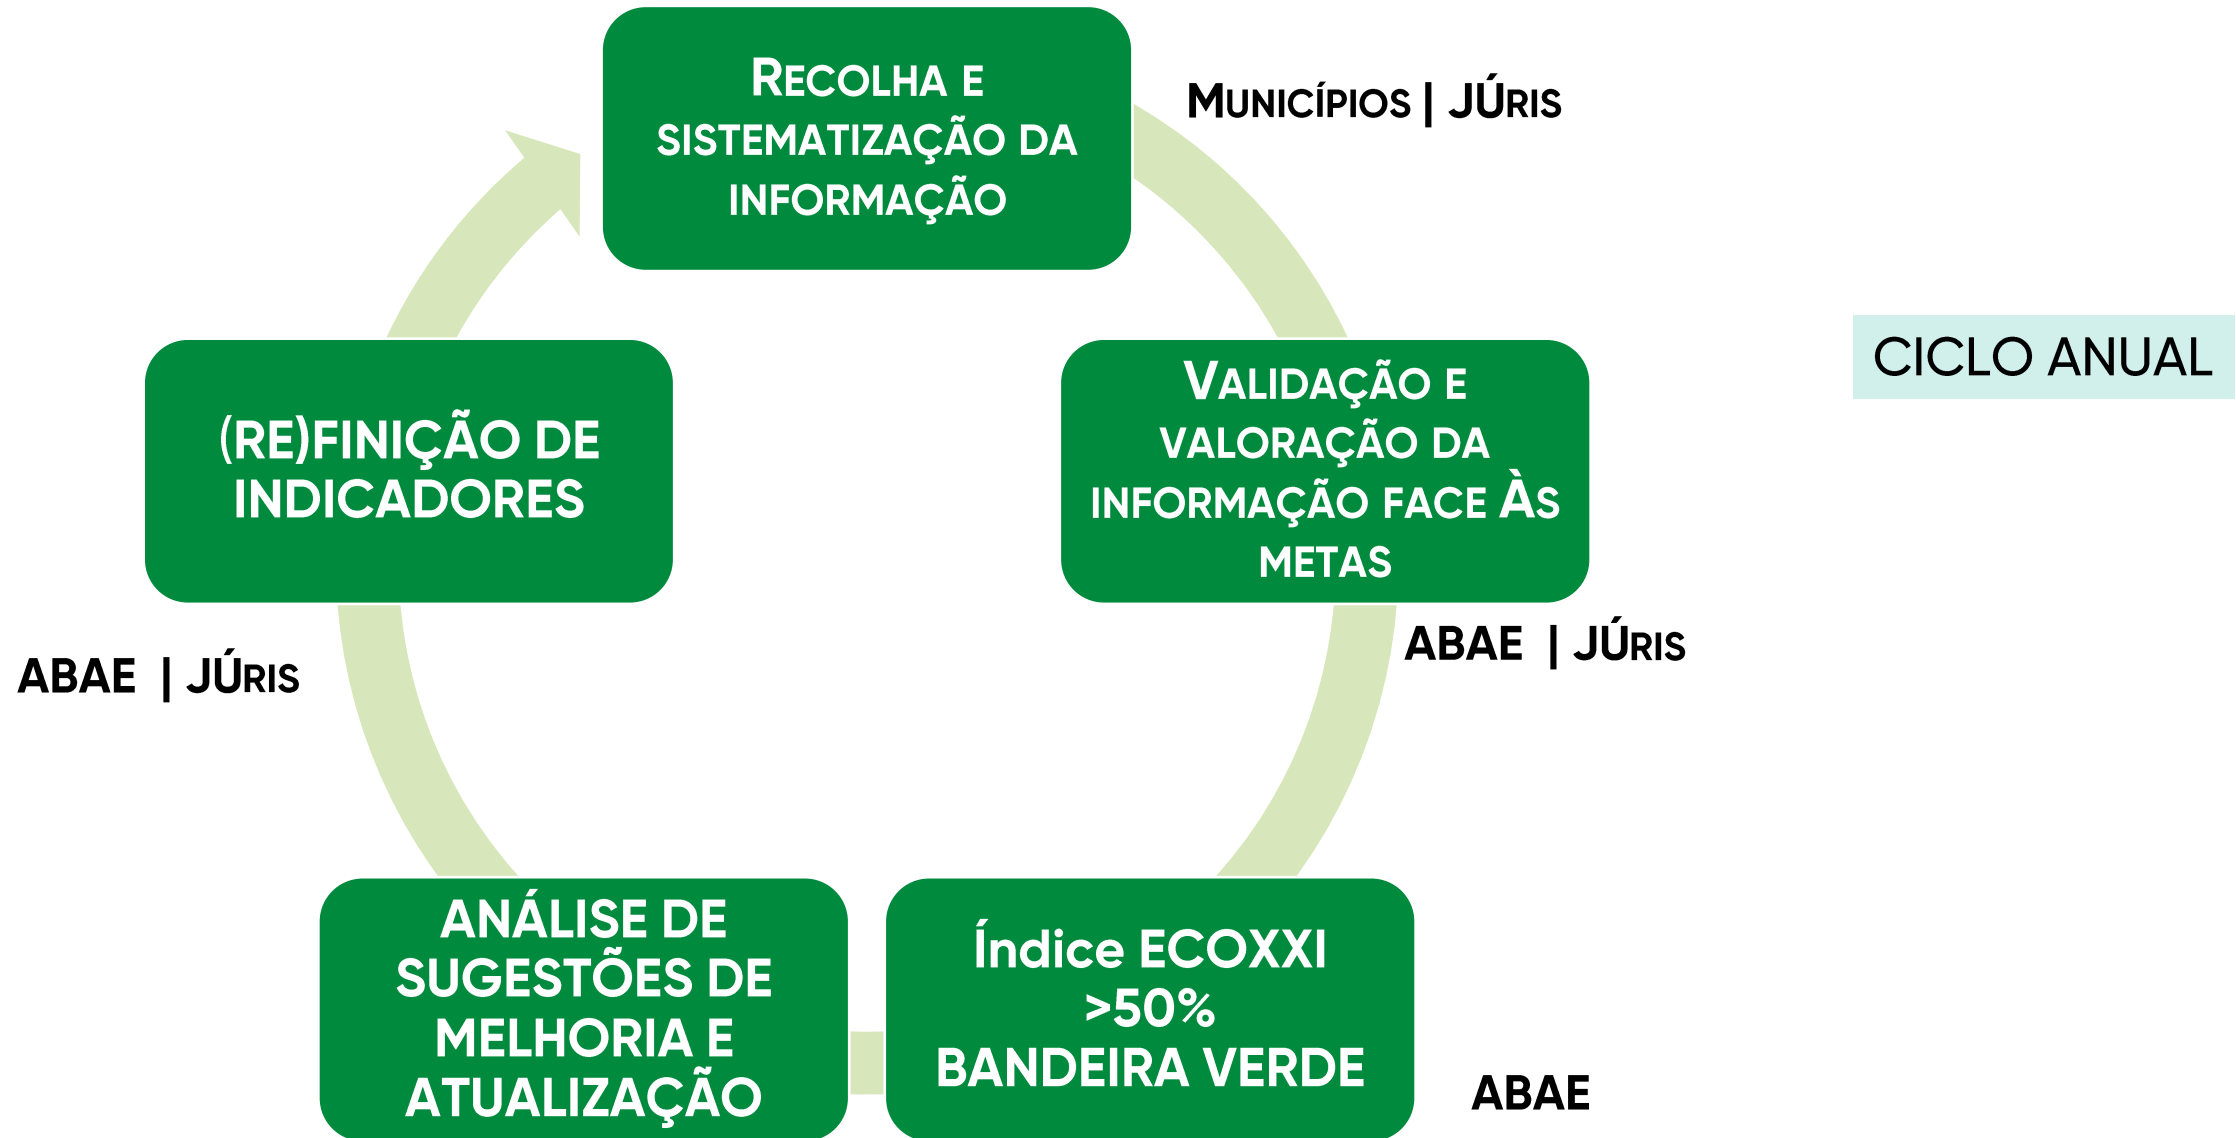 RECOLHA E
SISTEMATIZAÇÃO DA
INFORMAÇÃO
MUNICÍPIOS | JÚRIS
CICLO ANUAL
VALIDAÇÃO E
VALORAÇÃO DA
INFORMAÇÃO FACE ÀS
METAS
(RE)FINIÇÃO DE
INDICADORES
ABAE | JÚRIS
ABAE | JÚRIS
Índice ECOXXI
>50%
BANDEIRA VERDE
ABAE
ANÁLISE DE
SUGESTÕES DE
MELHORIA E
ATUALIZAÇÃO